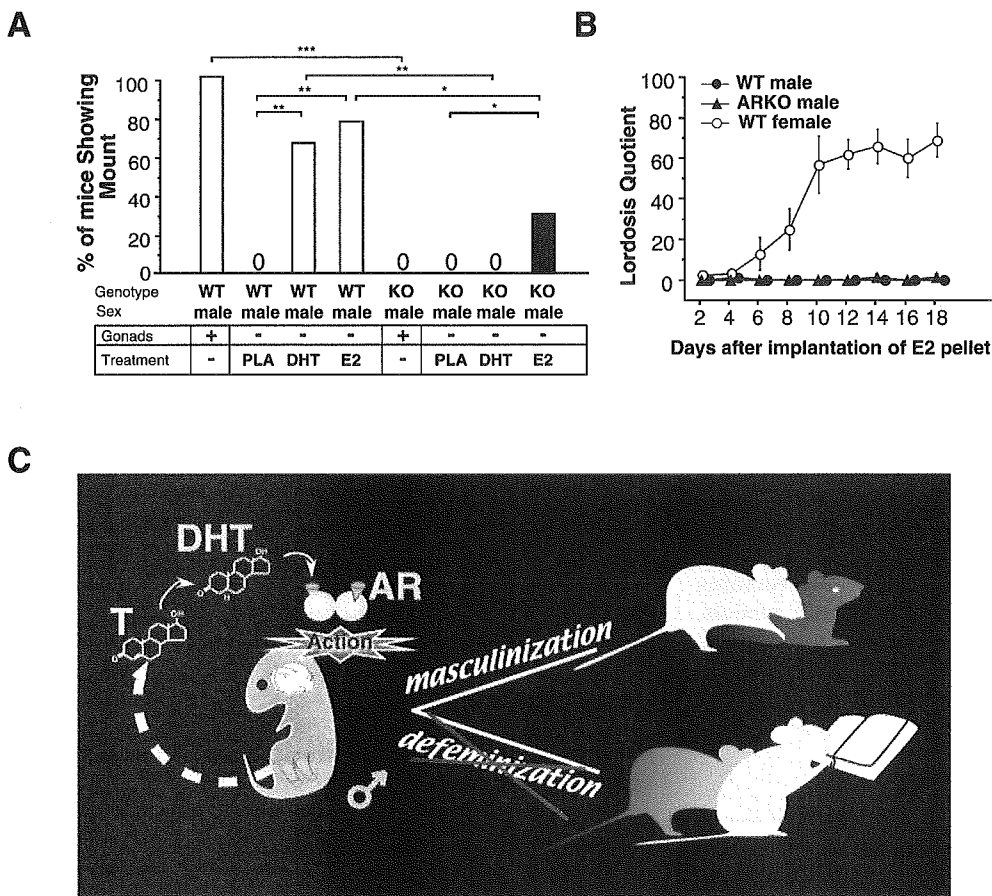 A
% of mice Showing
Mount
100
80
60
40
20
0
***
**
**
*
**
*
0 0 0 0
Genotype WT WT WT WT KO KO KO KO
Sex male male male male male male male male
Gonads + - - - + - - -
Treatment - PLA DHT E2 - PLA DHT E2
B
Lordosis Quotient
100
80
60
40
20
0
WT male
ARKO male
WT female
2 4 6 8 10 12 14 16 18
Days after implantation of E2 pellet
C
DHT
OH
O
H
AR
T
OH
O
Action
masculinization
defeminization
♂